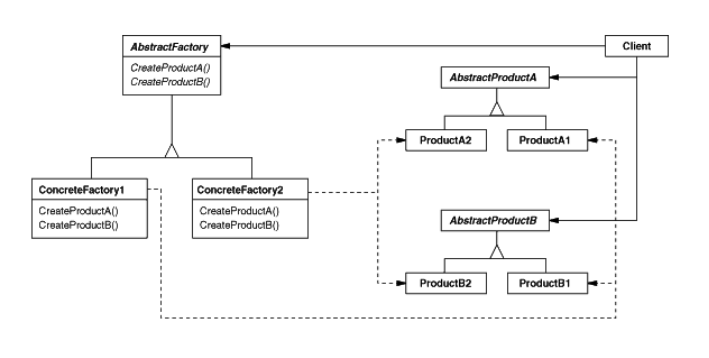 AbstractFactory
CreateProductA()
CreateProductB()
Client
AbstractProductA
ProductA2
ProductA1
ConcreteFactory1
CreateProductA()
CreateProductB()
ConcreteFactory2
CreateProductA()
CreateProductB()
AbstractProductB
ProductB2
ProductB1